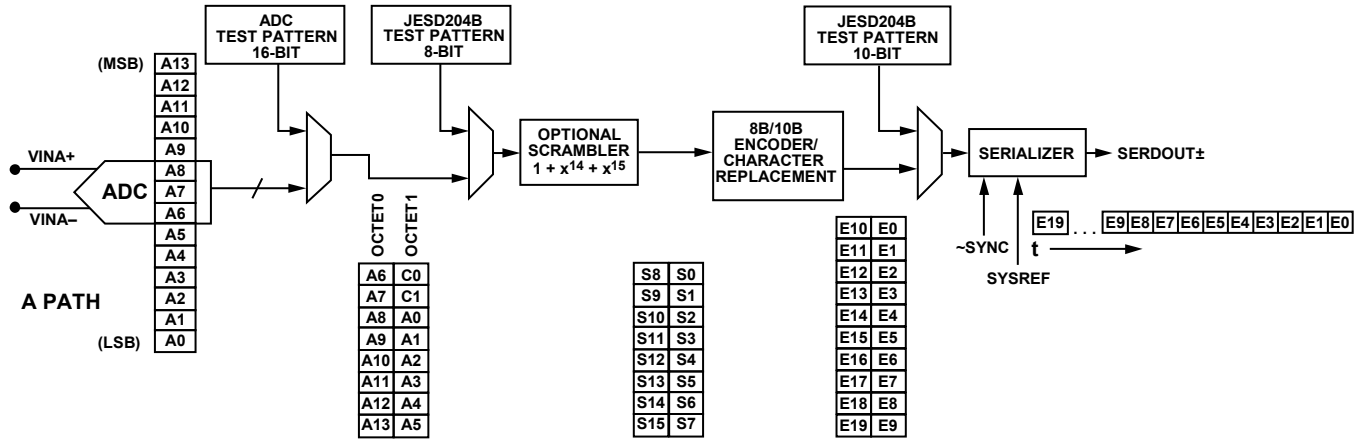 ADC
TEST PATTERN
16-BIT
JESD204B
TEST PATTERN
8-BIT
JESD204B
TEST PATTERN
10-BIT
(MSB) A13
A12
A11
A10
A9
A8
A7
A6
A5
A4
A3
A2
A1
(LSB) A0
VINA+
ADC
VINA–
A PATH
OCTET0 OCTET1
A6 C0
A7 C1
A8 A0
A9 A1
A10 A2
A11 A3
A12 A4
A13 A5
OPTIONAL
SCRAMBLER
1 + x¹⁴ + x¹⁵
S8 S0
S9 S1
S10 S2
S11 S3
S12 S4
S13 S5
S14 S6
S15 S7
8B/10B
ENCODER/
CHARACTER
REPLACEMENT
E10 E0
E11 E1
E12 E2
E13 E3
E14 E4
E15 E5
E16 E6
E17 E7
E18 E8
E19 E9
SERIALIZER
SERDOUT±
~SYNC
SYSREF
E19 . . . E9 E8 E7 E6 E5 E4 E3 E2 E1 E0
t